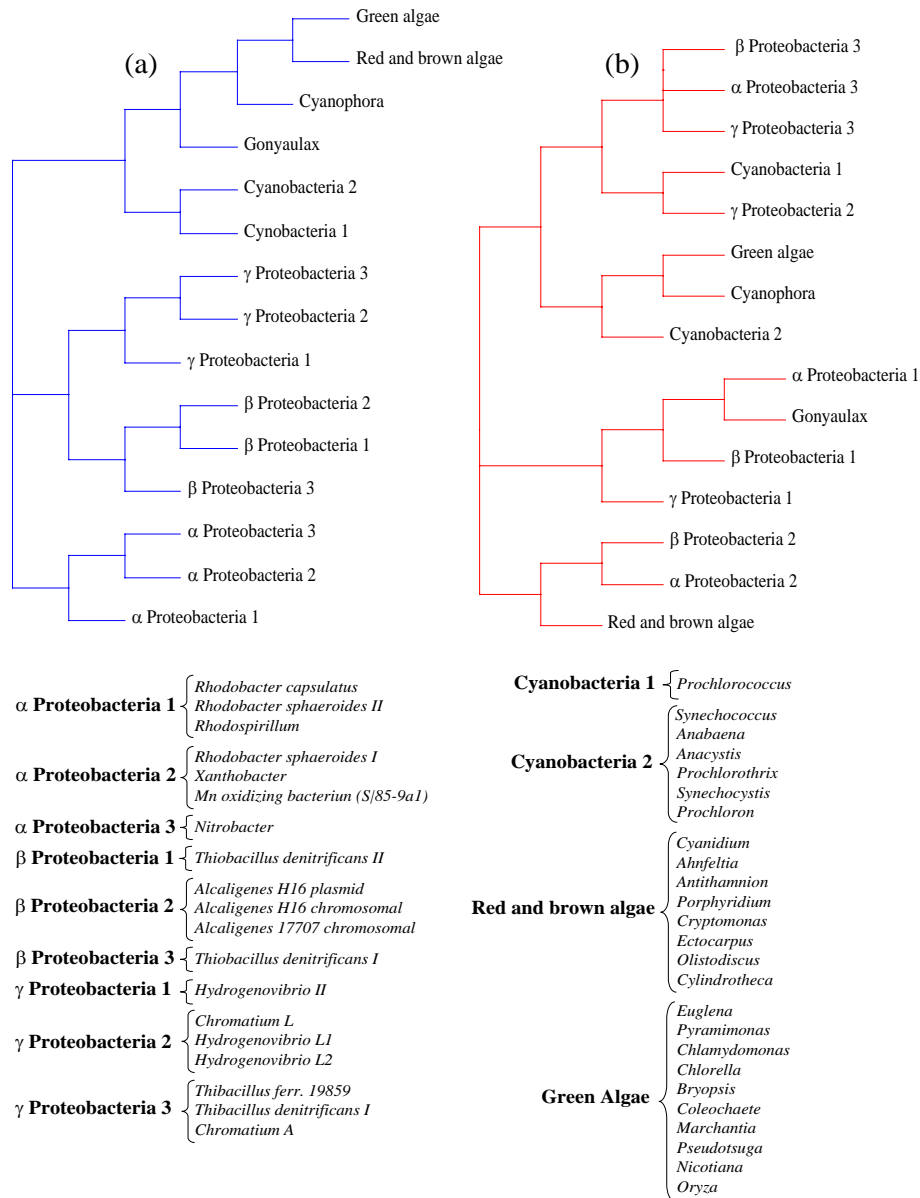 (a)
Green algae
Red and brown algae
Cyanophora
Gonyaulax
Cyanobacteria 2
Cynobacteria 1
γ Proteobacteria 3
γ Proteobacteria 2
γ Proteobacteria 1
β Proteobacteria 2
β Proteobacteria 1
β Proteobacteria 3
α Proteobacteria 3
α Proteobacteria 2
α Proteobacteria 1
(b)
β Proteobacteria 3
α Proteobacteria 3
γ Proteobacteria 3
Cyanobacteria 1
γ Proteobacteria 2
Green algae
Cyanophora
Cyanobacteria 2
α Proteobacteria 1
Gonyaulax
β Proteobacteria 1
γ Proteobacteria 1
β Proteobacteria 2
α Proteobacteria 2
Red and brown algae
α Proteobacteria 1
Rhodobacter capsulatus
Rhodobacter sphaeroides II
Rhodospirillum
α Proteobacteria 2
Rhodobacter sphaeroides I
Xanthobacter
Mn oxidizing bacteriun (S/85-9a1)
α Proteobacteria 3
Nitrobacter
β Proteobacteria 1
Thiobacillus denitrificans II
β Proteobacteria 2
Alcaligenes H16 plasmid
Alcaligenes H16 chromosomal
Alcaligenes 17707 chromosomal
β Proteobacteria 3
Thiobacillus denitrificans I
γ Proteobacteria 1
Hydrogenovibrio II
γ Proteobacteria 2
Chromatium L
Hydrogenovibrio L1
Hydrogenovibrio L2
γ Proteobacteria 3
Thibacillus ferr. 19859
Thibacillus denitrificans I
Chromatium A
Cyanobacteria 1
Prochlorococcus
Cyanobacteria 2
Synechococcus
Anabaena
Anacystis
Prochlorothrix
Synechocystis
Prochloron
Red and brown algae
Cyanidium
Ahnfeltia
Antithamnion
Porphyridium
Cryptomonas
Ectocarpus
Olistodiscus
Cylindrotheca
Green Algae
Euglena
Pyramimonas
Chlamydomonas
Chlorella
Bryopsis
Coleochaete
Marchantia
Pseudotsuga
Nicotiana
Oryza